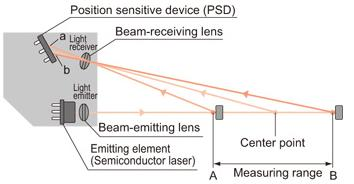 Position sensitive device (PSD)
a
Light
receiver
Beam-receiving lens
b
Light
emitter
Beam-emitting lens
Center point
Emitting element
(Semiconductor laser)
A
Measuring range
B